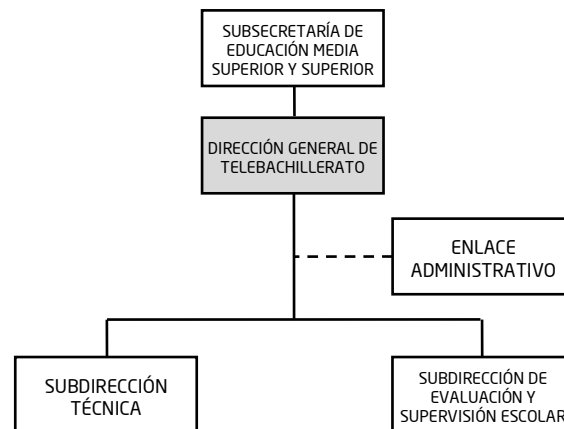 SUBSECRETARÍA DE
EDUCACIÓN MEDIA
SUPERIOR Y SUPERIOR
DIRECCIÓN GENERAL DE
TELEBACHILLERATO
ENLACE
ADMINISTRATIVO
SUBDIRECCIÓN
TÉCNICA
SUBDIRECCIÓN DE
EVALUACIÓN Y
SUPERVISIÓN ESCOLAR